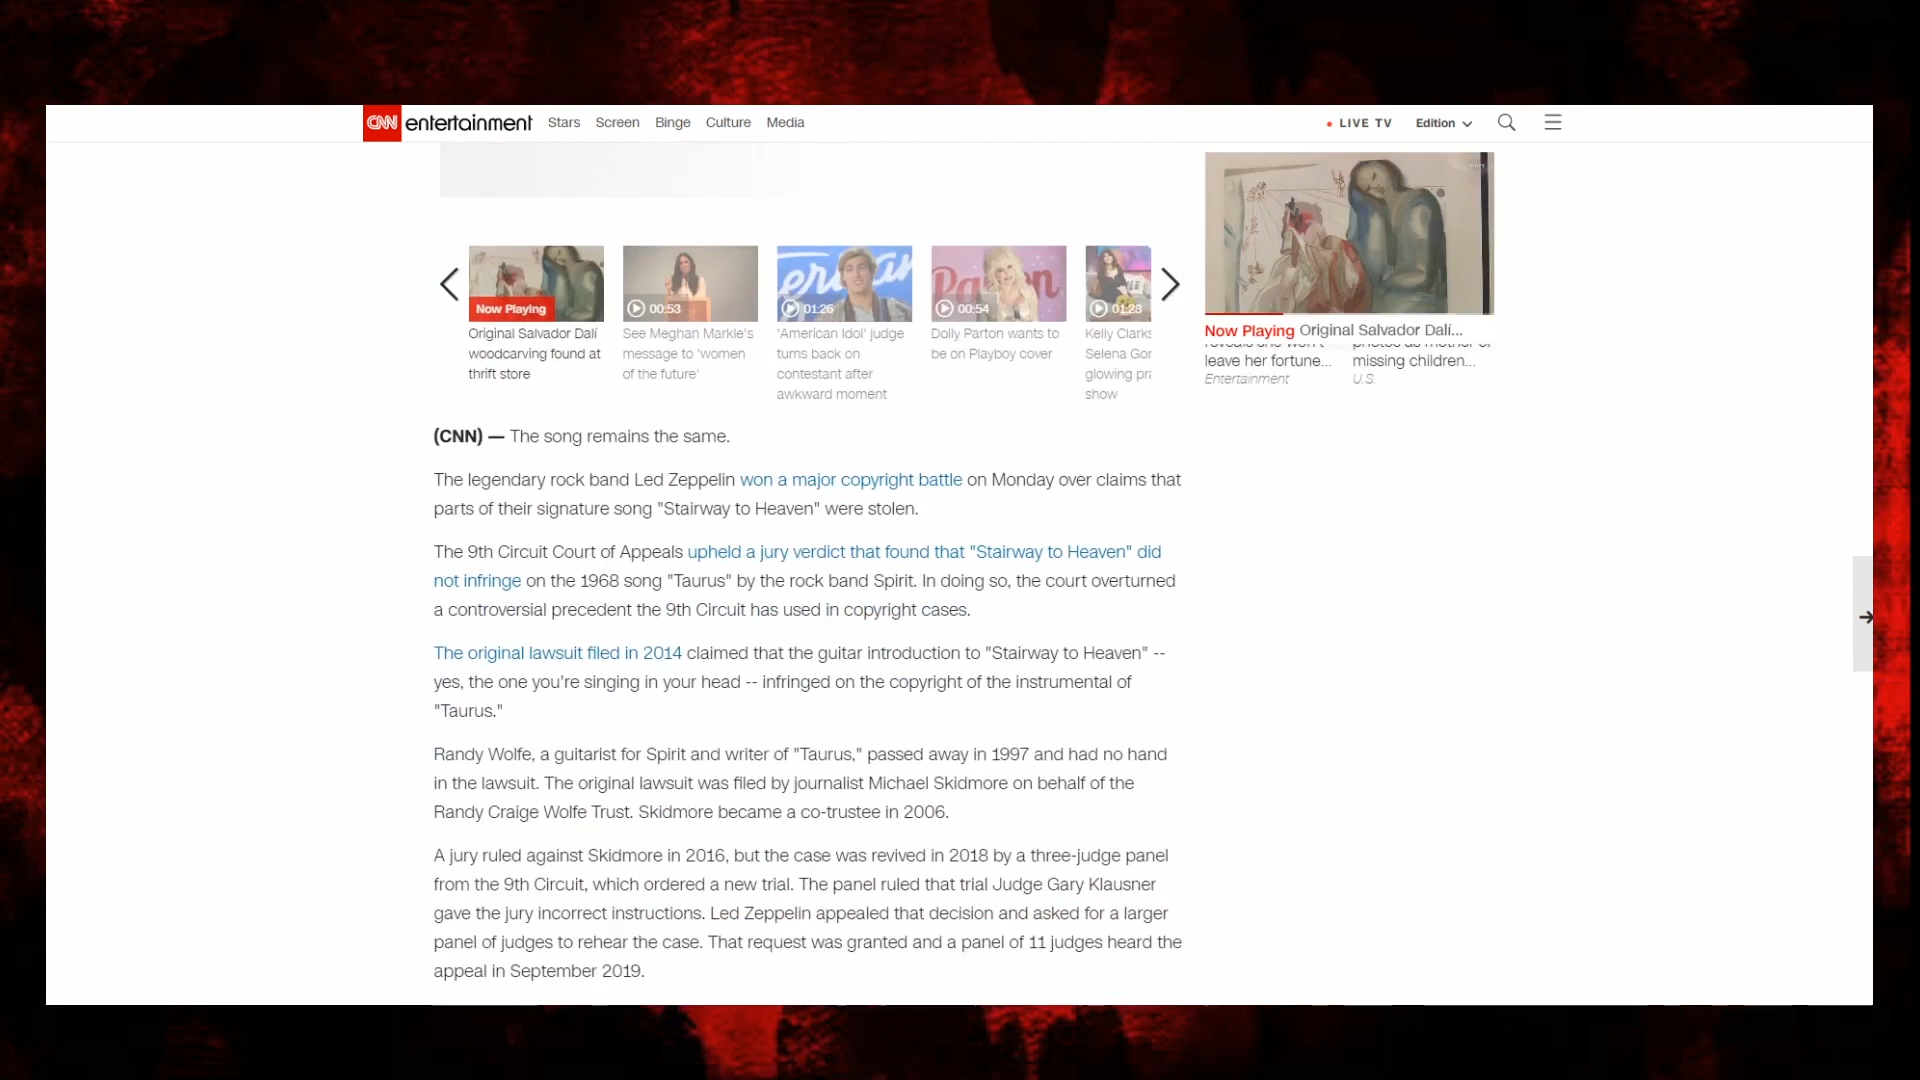 CNN entertainment Stars Screen Binge Culture Media LIVE TV Edition
Now Playing
00:53
01:26
00:54
01:23
Original Salvador Dalí
woodcarving found at
thrift store
See Meghan Markle's
message to 'women
of the future'
'American Idol' judge
turns back on
contestant after
awkward moment
Dolly Parton wants to
be on Playboy cover
Kelly Clarks
Selena Gor
glowing pra
show
Now Playing Original Salvador Dalí...
reveals she won't
leave her fortune...
Entertainment
photos as mother of
missing children...
U.S.
(CNN) — The song remains the same.
The legendary rock band Led Zeppelin won a major copyright battle on Monday over claims that
parts of their signature song "Stairway to Heaven" were stolen.
The 9th Circuit Court of Appeals upheld a jury verdict that found that "Stairway to Heaven" did
not infringe on the 1968 song "Taurus" by the rock band Spirit. In doing so, the court overturned
a controversial precedent the 9th Circuit has used in copyright cases.
The original lawsuit filed in 2014 claimed that the guitar introduction to "Stairway to Heaven" --
yes, the one you're singing in your head -- infringed on the copyright of the instrumental of
"Taurus."
Randy Wolfe, a guitarist for Spirit and writer of "Taurus," passed away in 1997 and had no hand
in the lawsuit. The original lawsuit was filed by journalist Michael Skidmore on behalf of the
Randy Craige Wolfe Trust. Skidmore became a co-trustee in 2006.
A jury ruled against Skidmore in 2016, but the case was revived in 2018 by a three-judge panel
from the 9th Circuit, which ordered a new trial. The panel ruled that trial Judge Gary Klausner
gave the jury incorrect instructions. Led Zeppelin appealed that decision and asked for a larger
panel of judges to rehear the case. That request was granted and a panel of 11 judges heard the
appeal in September 2019.